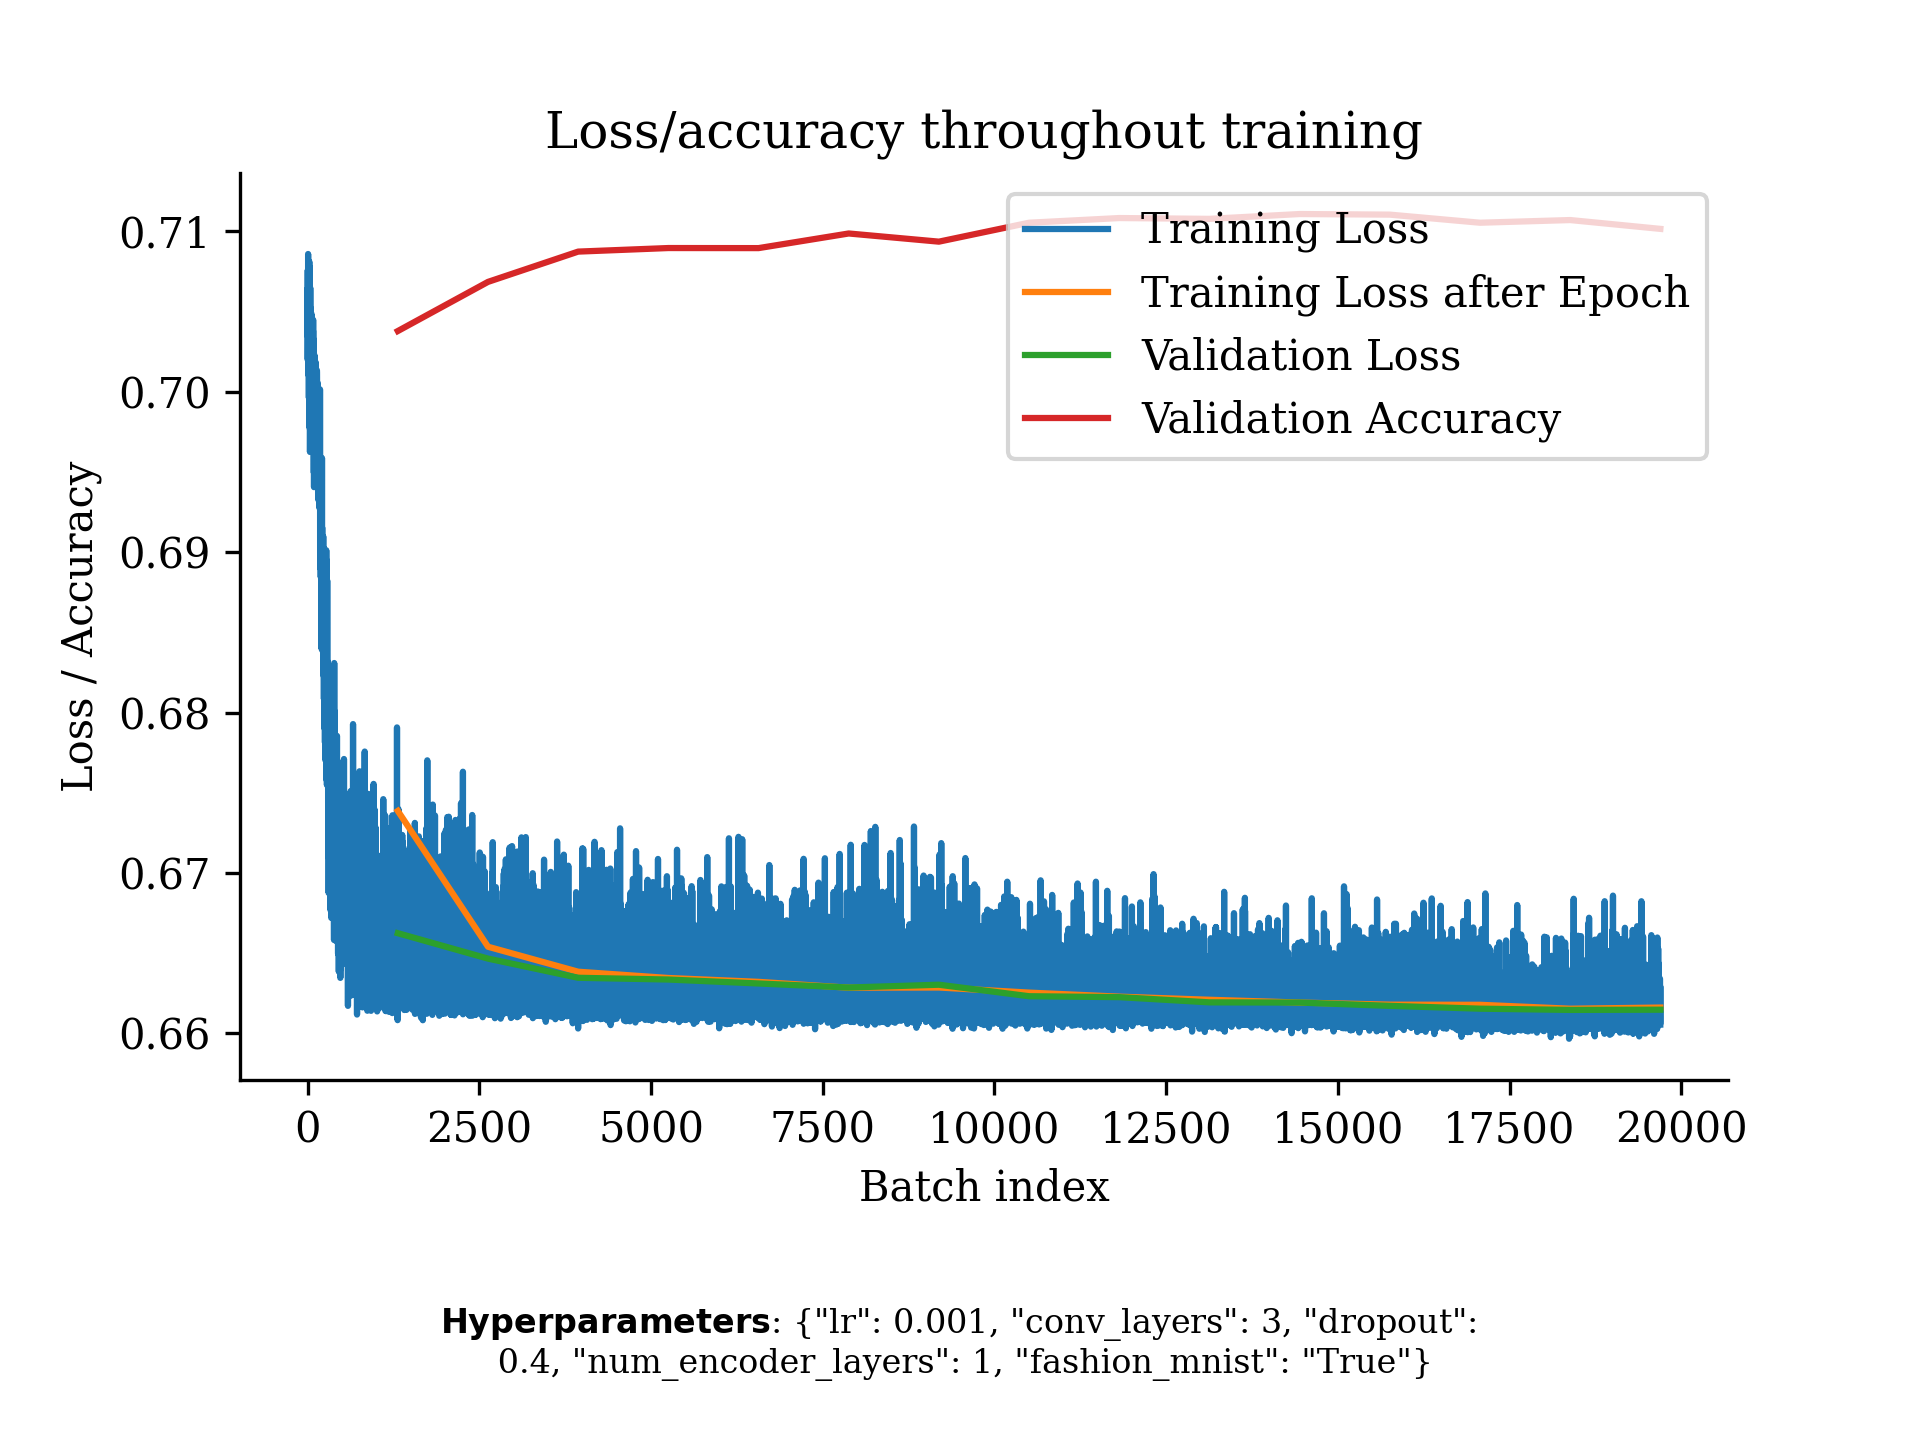 Loss/accuracy throughout training
0.71
0.70
0.69
0.68
0.67
0.66
Loss / Accuracy
Training Loss
Training Loss after Epoch
Validation Loss
Validation Accuracy
0 2500 5000 7500 10000 12500 15000 17500 20000
Batch index
Hyperparameters: {"lr": 0.001, "conv_layers": 3, "dropout":
0.4, "num_encoder_layers": 1, "fashion_mnist": "True"}